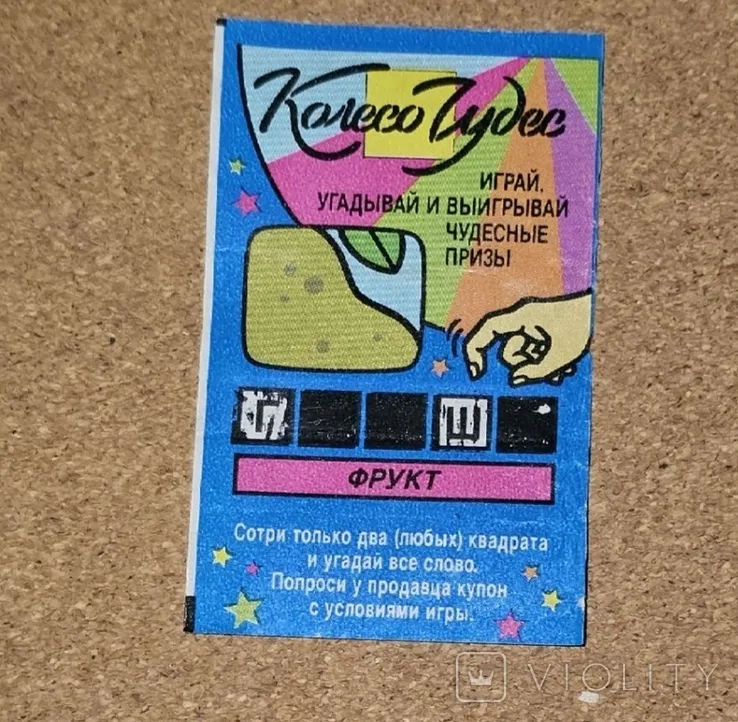 Колесо Чудес
ИГРАЙ,
УГАДЫВАЙ И ВЫИГРЫВАЙ
ЧУДЕСНЫЕ
ПРИЗЫ
Г Ш
ФРУКТ
Сотри только два (любых) квадрата
и угадай все слово.
Попроси у продавца купон
с условиями игры.
VIOLITY